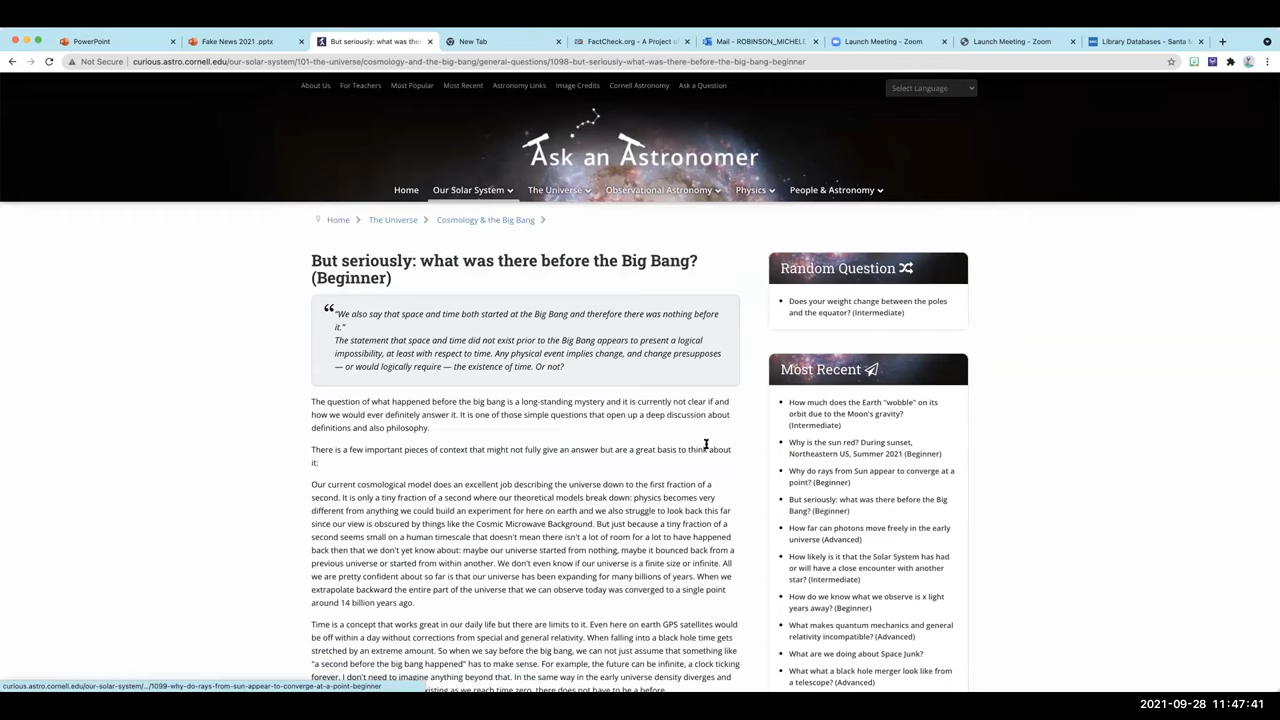 PowerPoint
Fake News 2021 .pptx
But seriously: what was ther
New Tab
FactCheck.org - A Project of
Mail - ROBINSON_MICHELE
Launch Meeting - Zoom
Launch Meeting - Zoom
Library Databases - Santa M
Not Secure
curious.astro.cornell.edu/our-solar-system/101-the-universe/cosmology-and-the-big-bang/general-questions/1098-but-seriously-what-was-there-before-the-big-bang-beginner
About Us For Teachers Most Popular Most Recent Astronomy Links Image Credits Cornell Astronomy Ask a Question
Select Language
Ask an Astronomer
Home Our Solar System The Universe Observational Astronomy Physics People & Astronomy
Home The Universe Cosmology & the Big Bang
But seriously: what was there before the Big Bang?
(Beginner)
"We also say that space and time both started at the Big Bang and therefore there was nothing before
it."
The statement that space and time did not exist prior to the Big Bang appears to present a logical
impossibility, at least with respect to time. Any physical event implies change, and change presupposes
— or would logically require — the existence of time. Or not?
The question of what happened before the big bang is a long-standing mystery and it is currently not clear if and
how we would ever definitely answer it. It is one of those simple questions that open up a deep discussion about
definitions and also philosophy.
There is a few important pieces of context that might not fully give an answer but are a great basis to think about
it:
Our current cosmological model does an excellent job describing the universe down to the first fraction of a
second. It is only a tiny fraction of a second where our theoretical models break down: physics becomes very
different from anything we could build an experiment for here on earth and we also struggle to look back this far
since our view is obscured by things like the Cosmic Microwave Background. But just because a tiny fraction of a
second seems small on a human timescale that doesn't mean there isn't a lot of room for a lot to have happened
back then that we don't yet know about: maybe our universe started from nothing, maybe it bounced back from a
previous universe or started from within another. We don't even know if our universe is a finite size or infinite. All
we are pretty confident about so far is that our universe has been expanding for many billions of years. When we
extrapolate backward the entire part of the universe that we can observe today was converged to a single point
around 14 billion years ago.
Time is a concept that works great in our daily life but there are limits to it. Even here on earth GPS satellites would
be off within a day without corrections from special and general relativity. When falling into a black hole time gets
stretched by an extreme amount. So when we say before the big bang, we can not just assume that something like
"a second before the big bang happened" has to make sense. For example, the future can be infinite, a clock ticking
forever. I don't need to imagine anything beyond that. In the same way in the early universe density diverges and
isting as we reach time zero, there does not have to be a before.
Random Question
Does your weight change between the poles
and the equator? (Intermediate)
Most Recent
How much does the Earth "wobble" on its
orbit due to the Moon's gravity?
(Intermediate)
Why is the sun red? During sunset,
Northeastern US, Summer 2021 (Beginner)
Why do rays from Sun appear to converge at a
point? (Beginner)
But seriously: what was there before the Big
Bang? (Beginner)
How far can photons move freely in the early
universe (Advanced)
How likely is it that the Solar System has had
or will have a close encounter with another
star? (Intermediate)
How do we know what we observe is x light
years away? (Beginner)
What makes quantum mechanics and general
relativity incompatible? (Advanced)
What are we doing about Space Junk?
What what a black hole merger look like from
a telescope? (Advanced)
curious.astro.cornell.edu/our-solar-system/.../1099-why-do-rays-from-sun-appear-to-converge-at-a-point-beginner
2021-09-28 11:47:41